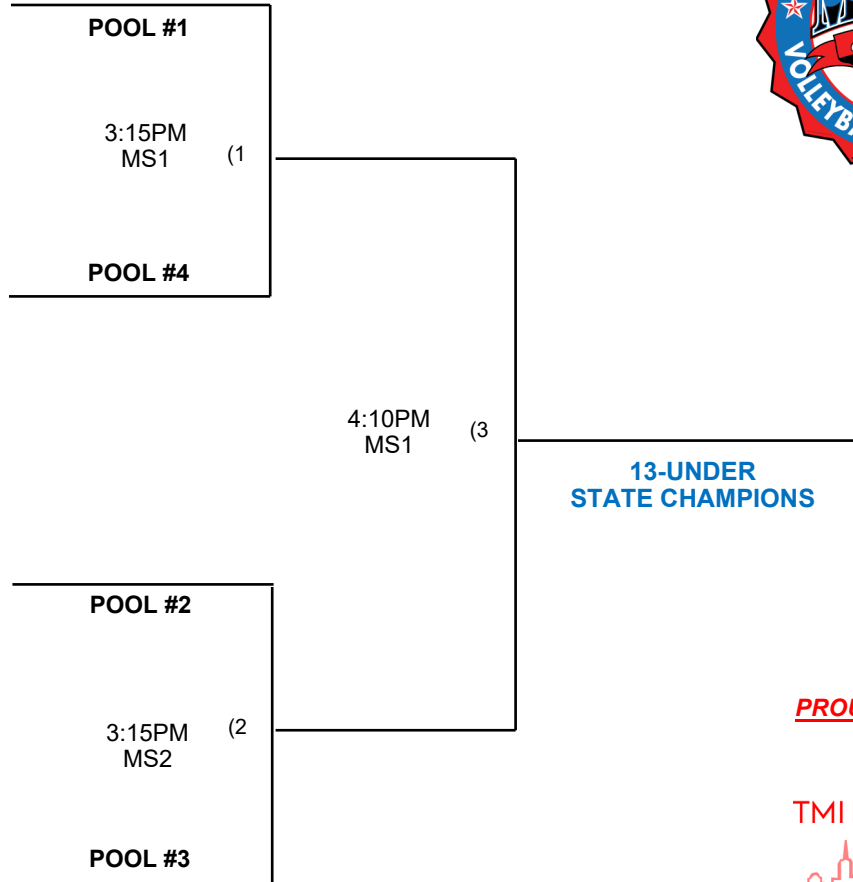 POOL #1
3:15PM
MS1
(1
POOL #4
4:10PM
MS1
(3
13-UNDER
STATE CHAMPIONS
POOL #2
3:15PM
MS2
(2
POOL #3
TMI